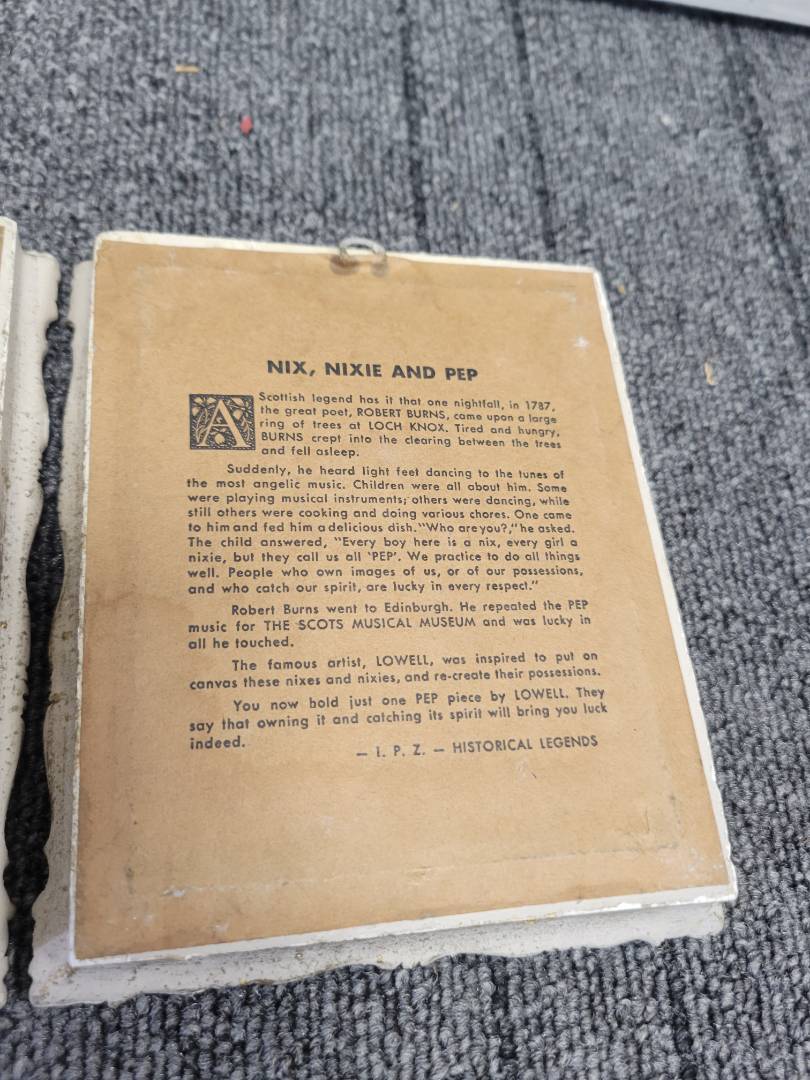 NIX, NIXIE AND PEP
A Scottish legend has it that one nightfall, in 1787,
the great poet, ROBERT BURNS, came upon a large
ring of trees at LOCH KNOX. Tired and hungry,
BURNS crept into the clearing between the trees
and fell asleep.
Suddenly, he heard light feet dancing to the tunes of
the most angelic music. Children were all about him. Some
were playing musical instruments; others were dancing, while
still others were cooking and doing various chores. One came
to him and fed him a delicious dish. "Who are you?," he asked.
The child answered, "Every boy here is a nix, every girl a
nixie, but they call us all 'PEP'. We practice to do all things
well. People who own images of us, or of our possessions,
and who catch our spirit, are lucky in every respect."
Robert Burns went to Edinburgh. He repeated the PEP
music for THE SCOTS MUSICAL MUSEUM and was lucky in
all he touched.
The famous artist, LOWELL, was inspired to put on
canvas these nixes and nixies, and re-create their possessions.
You now hold just one PEP piece by LOWELL. They
say that owning it and catching its spirit will bring you luck
indeed.
— I. P. Z. — HISTORICAL LEGENDS